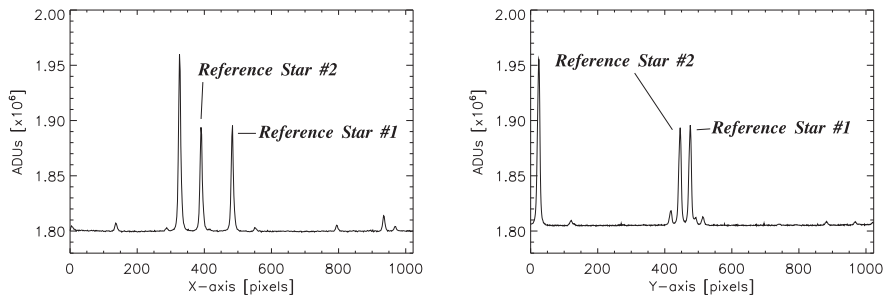 2.00
1.95
1.90
1.85
1.80
ADUs [x10⁶]
Reference Star #2
Reference Star #1
0 200 400 600 800 1000
X-axis [pixels]
2.00
1.95
1.90
1.85
1.80
ADUs [x10⁶]
Reference Star #2
Reference Star #1
0 200 400 600 800 1000
Y-axis [pixels]